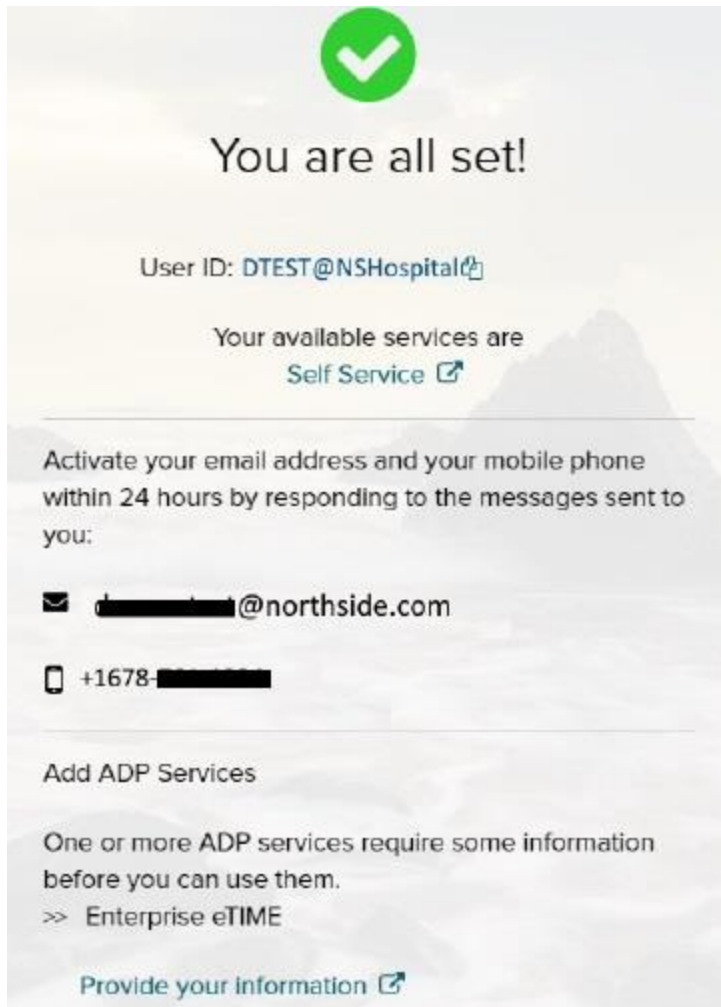 You are all set!
User ID: DTEST@NSHospital
Your available services are
Self Service
Activate your email address and your mobile phone
within 24 hours by responding to the messages sent to
you:
@northside.com
+1678-
Add ADP Services
One or more ADP services require some information
before you can use them.
>> Enterprise eTIME
Provide your information